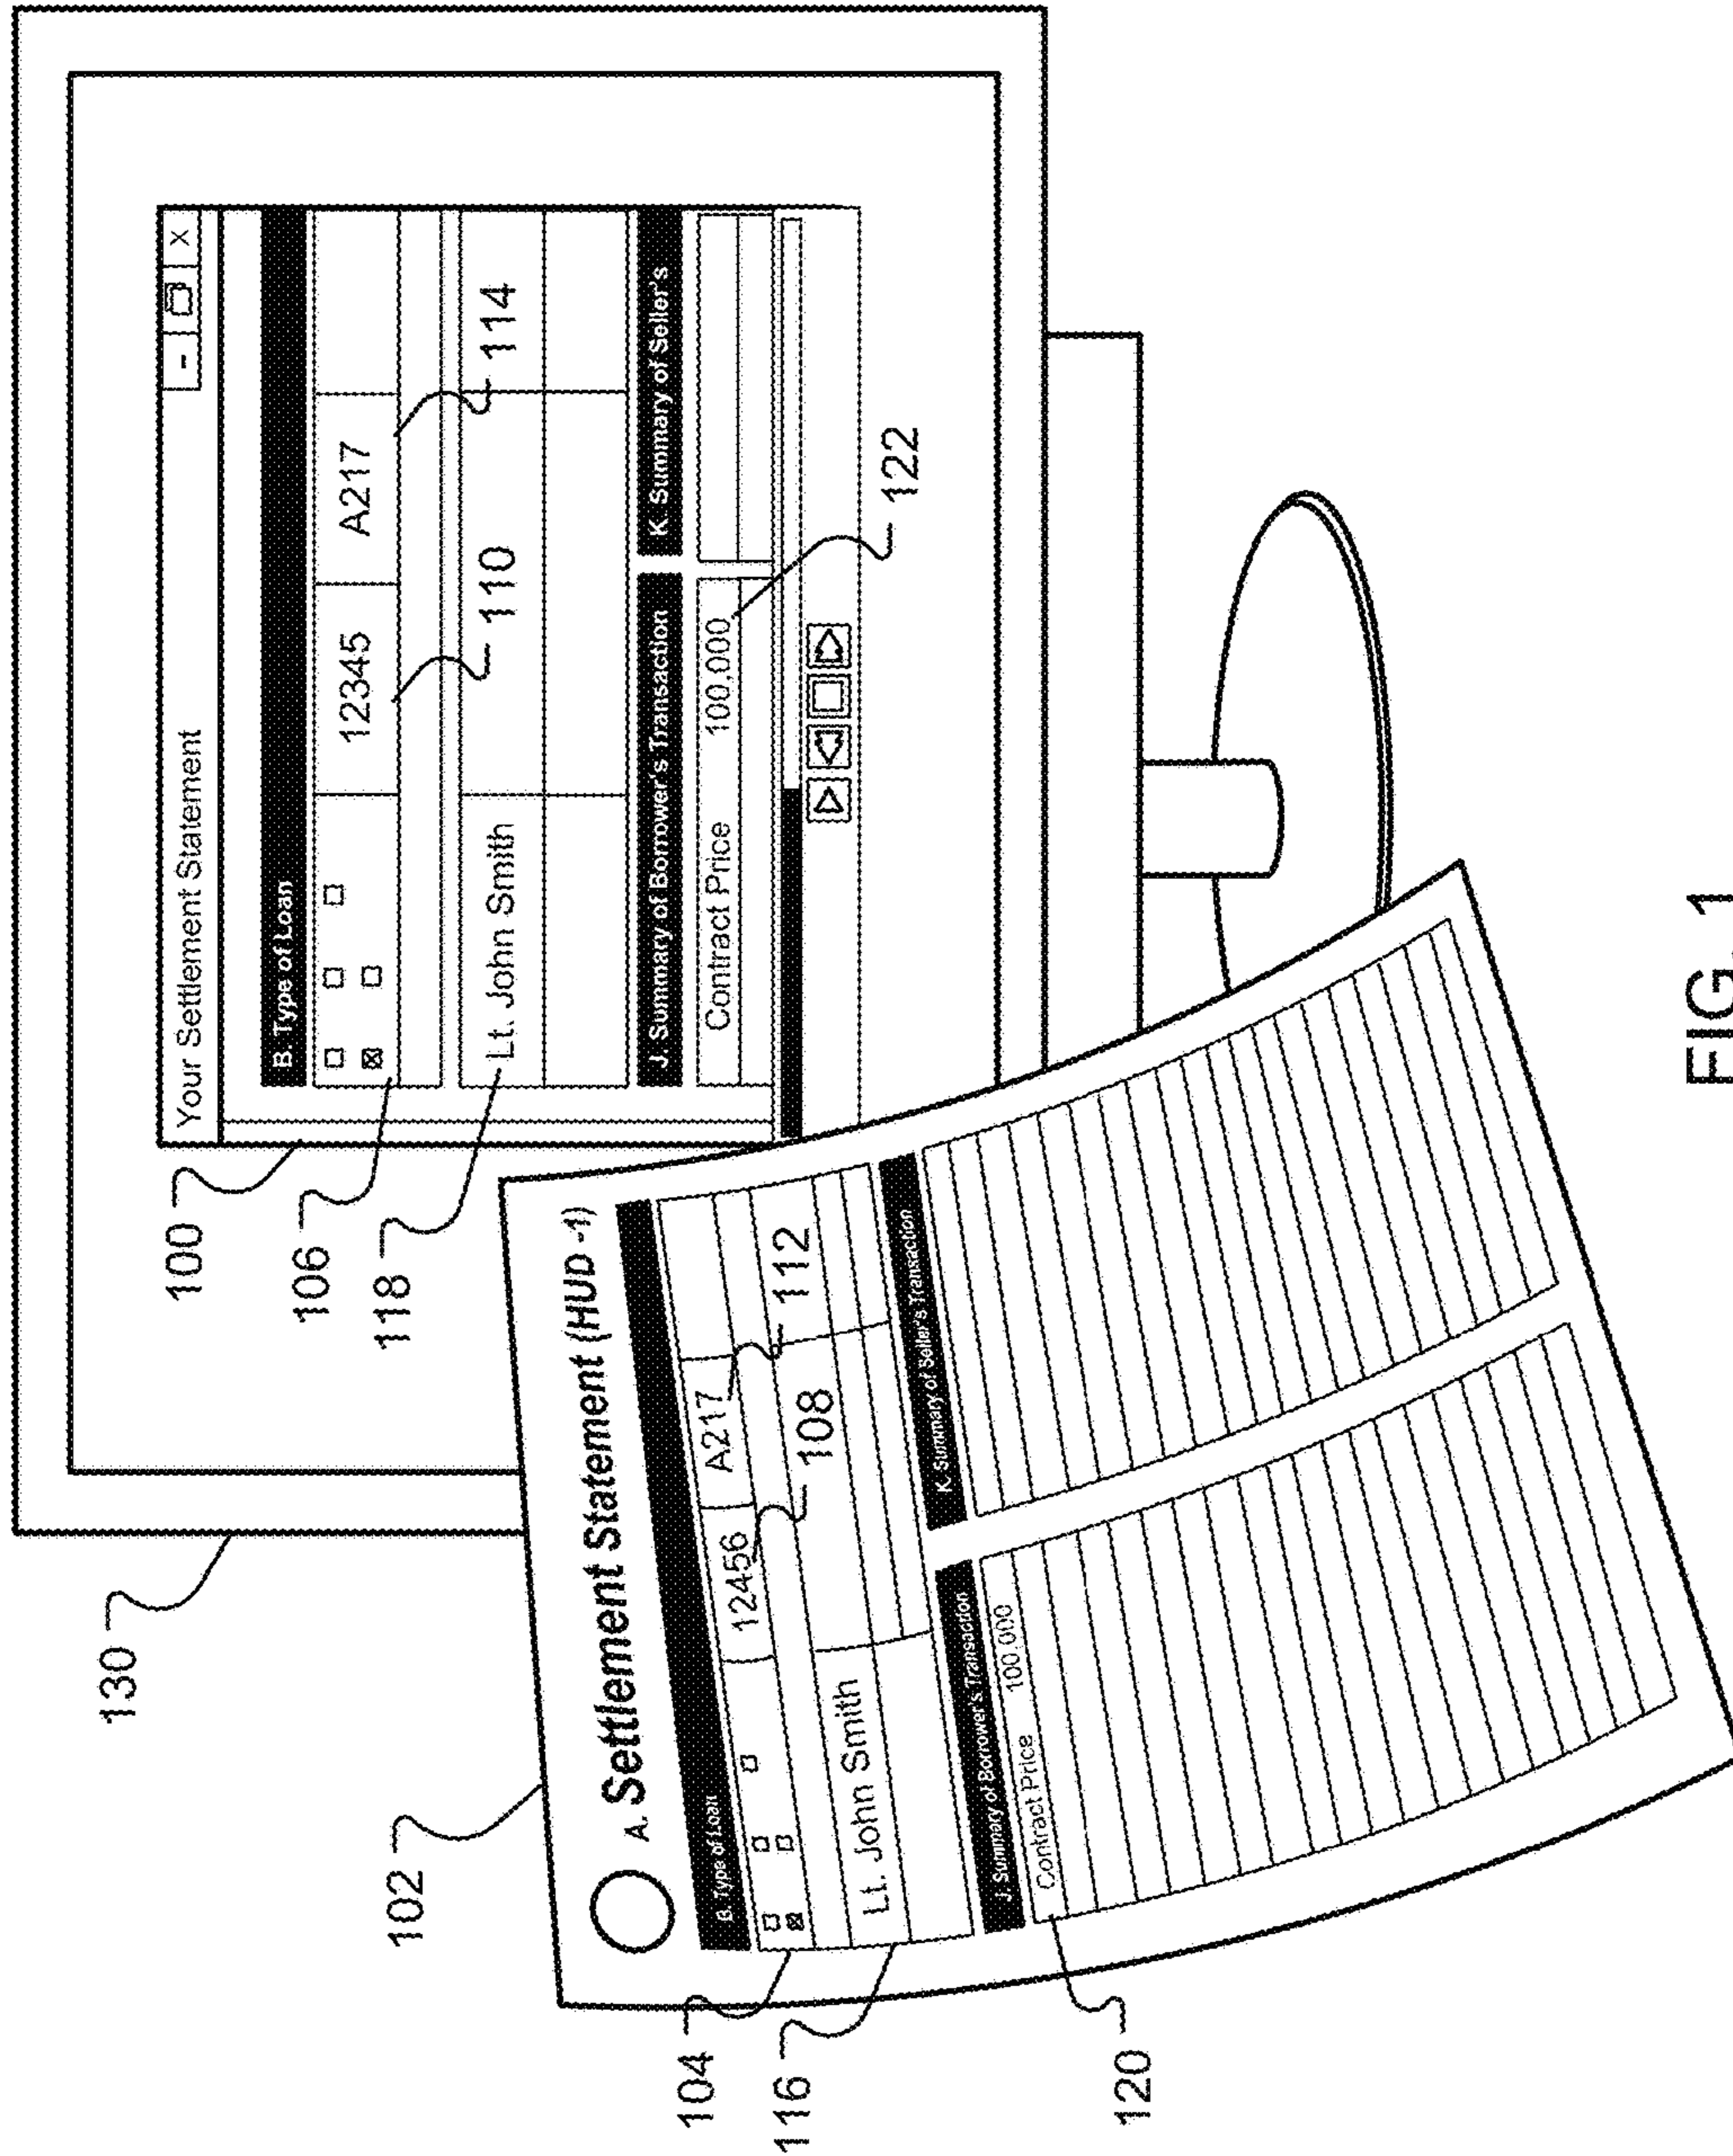 Your Settlement Statement
- X
B. Type of Loan
12345 A217
Lt. John Smith
110 114
J. Summary of Borrower's Transaction K. Summary of Seller's
Contract Price 100,000
122
100
106
118
130
102
A. Settlement Statement (HUD -1)
B. Type of Loan
12456 A217
108 112
Lt. John Smith
J. Summary of Borrower's Transaction K. Summary of Seller's Transaction
Contract Price 100,000
104
116
120
FIG. 1